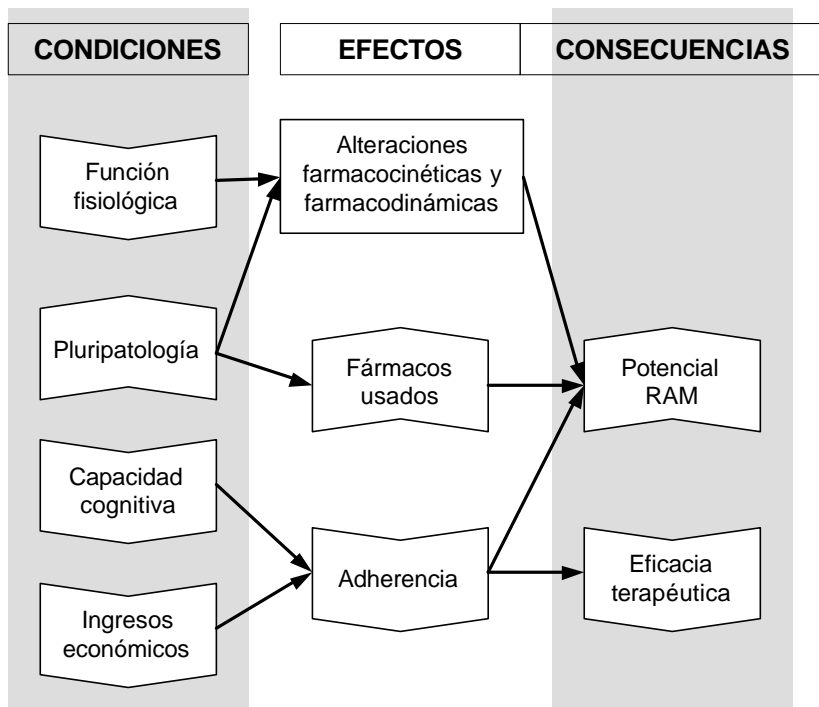 CONDICIONES
EFECTOS
CONSECUENCIAS
Función
fisiológica
Alteraciones
farmacocinéticas y
farmacodinámicas
Pluripatología
Fármacos
usados
Potencial
RAM
Capacidad
cognitiva
Adherencia
Eficacia
terapéutica
Ingresos
económicos